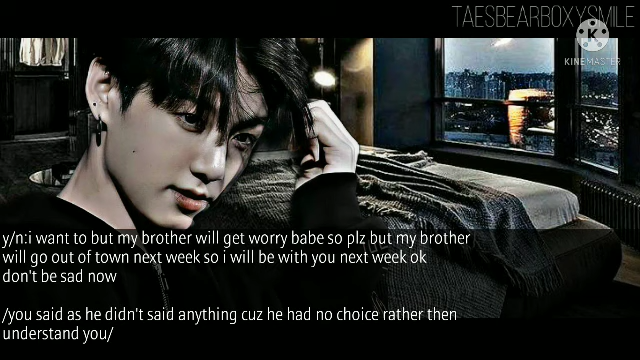 TAESBEARBOXXYSMILE
KINEMASTER
y/n:i want to but my brother will get worry babe so plz but my brother
will go out of town next week so i will be with you next week ok
don't be sad now
/you said as he didn't said anything cuz he had no choice rather then
understand you/